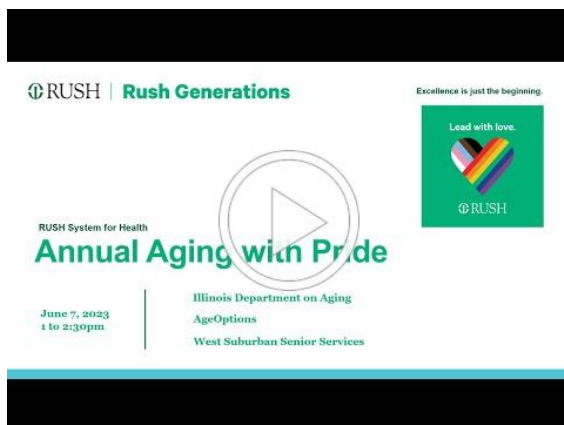 RUSH | Rush Generations
Excellence is just the beginning.
Lead with love.
RUSH
RUSH System for Health
Annual Aging with Pride
June 7, 2023
1 to 2:30pm
Illinois Department on Aging
AgeOptions
West Suburban Senior Services